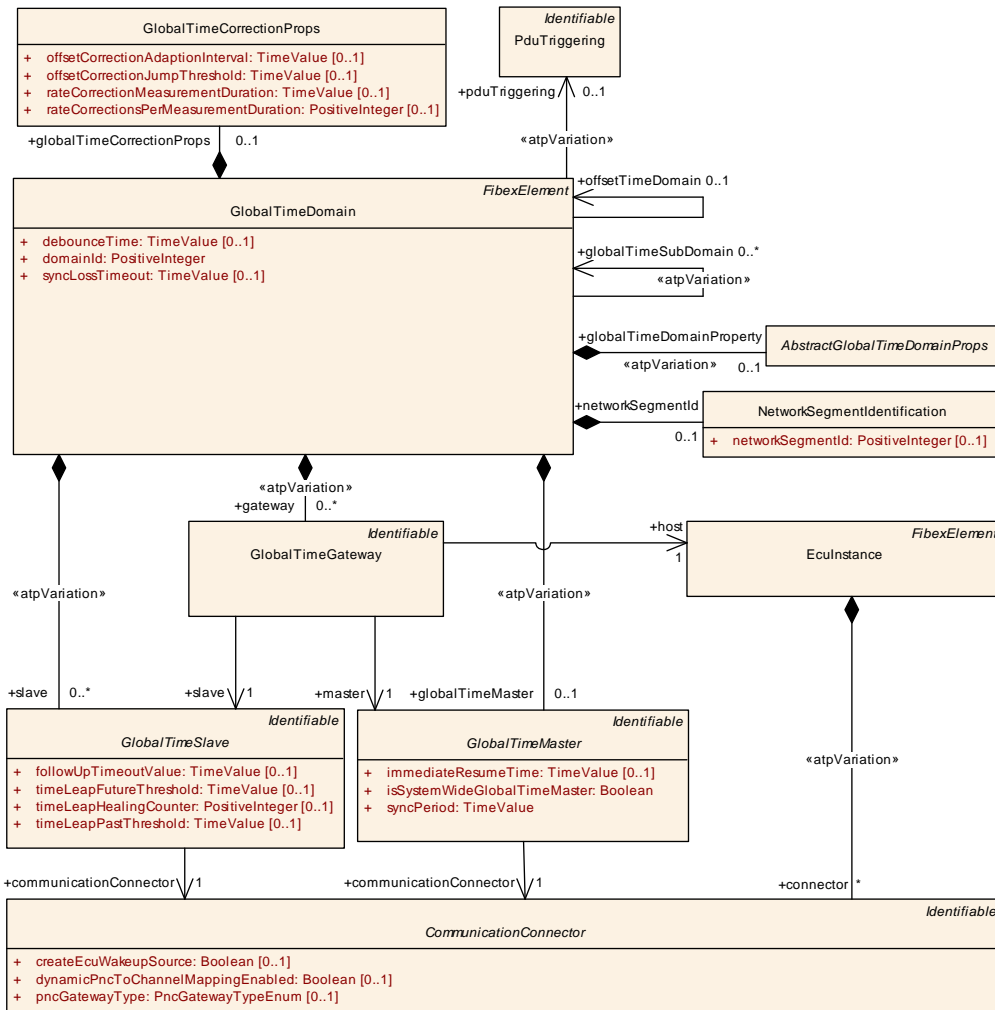 GlobalTimeCorrectionProps
+ offsetCorrectionAdaptionInterval: TimeValue [0..1]
+ offsetCorrectionJumpThreshold: TimeValue [0..1]
+ rateCorrectionMeasurementDuration: TimeValue [0..1]
+ rateCorrectionsPerMeasurementDuration: PositiveInteger [0..1]
Identifiable
PduTriggering
+pduTriggering 0..1
«atpVariation»
+globalTimeCorrectionProps 0..1
FibexElement
GlobalTimeDomain
+ debounceTime: TimeValue [0..1]
+ domainId: PositiveInteger
+ syncLossTimeout: TimeValue [0..1]
+offsetTimeDomain 0..1
+globalTimeSubDomain 0..*
«atpVariation»
+globalTimeDomainProperty
«atpVariation» 0..1
AbstractGlobalTimeDomainProps
+networkSegmentId
0..1
NetworkSegmentIdentification
+ networkSegmentId: PositiveInteger [0..1]
«atpVariation»
+gateway 0..*
Identifiable
GlobalTimeGateway
+host
1
FibexElement
EcuInstance
«atpVariation»
«atpVariation»
«atpVariation»
+slave 0..*
+slave 1
+master 1
+globalTimeMaster 0..1
Identifiable
GlobalTimeSlave
+ followUpTimeoutValue: TimeValue [0..1]
+ timeLeapFutureThreshold: TimeValue [0..1]
+ timeLeapHealingCounter: PositiveInteger [0..1]
+ timeLeapPastThreshold: TimeValue [0..1]
Identifiable
GlobalTimeMaster
+ immediateResumeTime: TimeValue [0..1]
+ isSystemWideGlobalTimeMaster: Boolean
+ syncPeriod: TimeValue
+communicationConnector 1
+communicationConnector 1
+connector *
Identifiable
CommunicationConnector
+ createEcuWakeupSource: Boolean [0..1]
+ dynamicPncToChannelMappingEnabled: Boolean [0..1]
+ pncGatewayType: PncGatewayTypeEnum [0..1]